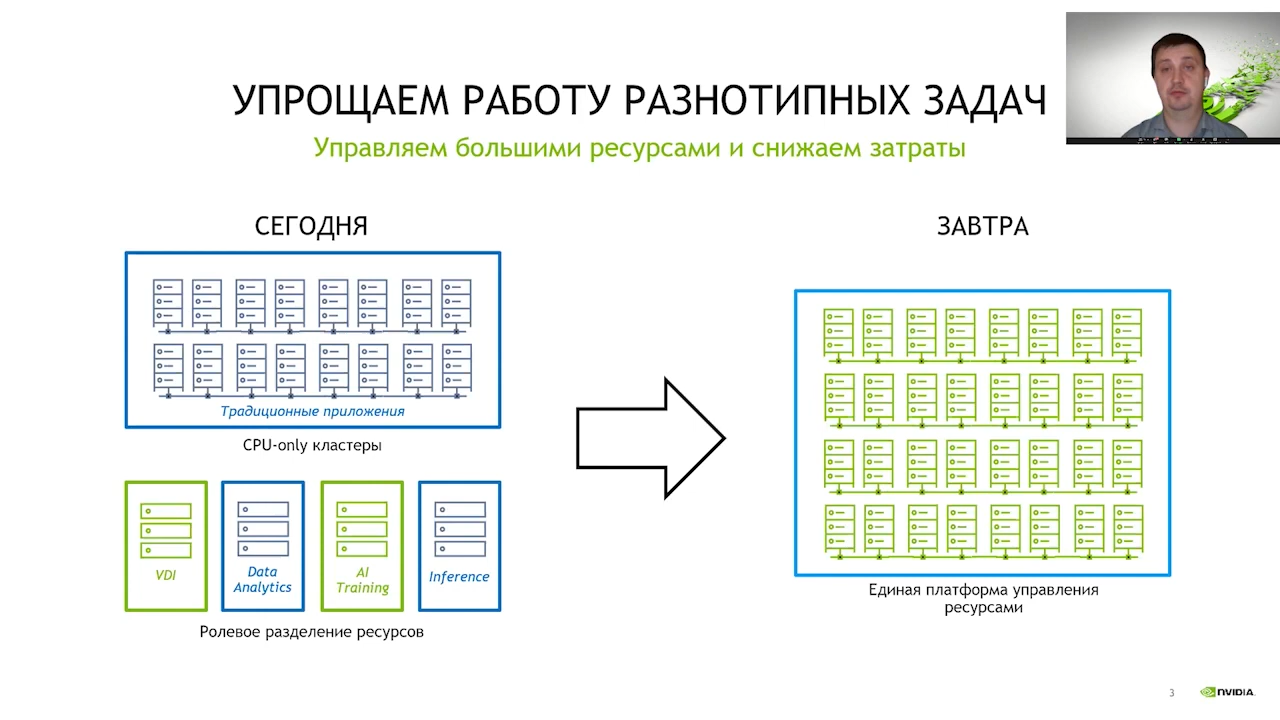 УПРОЩАЕМ РАБОТУ РАЗНОТИПНЫХ ЗАДАЧ
Управляем большими ресурсами и снижаем затраты
СЕГОДНЯ
Традиционные приложения
CPU-only кластеры
VDI
Data
Analytics
AI
Training
Inference
Ролевое разделение ресурсов
ЗАВТРА
Единая платформа управления
ресурсами
3
NVIDIA.